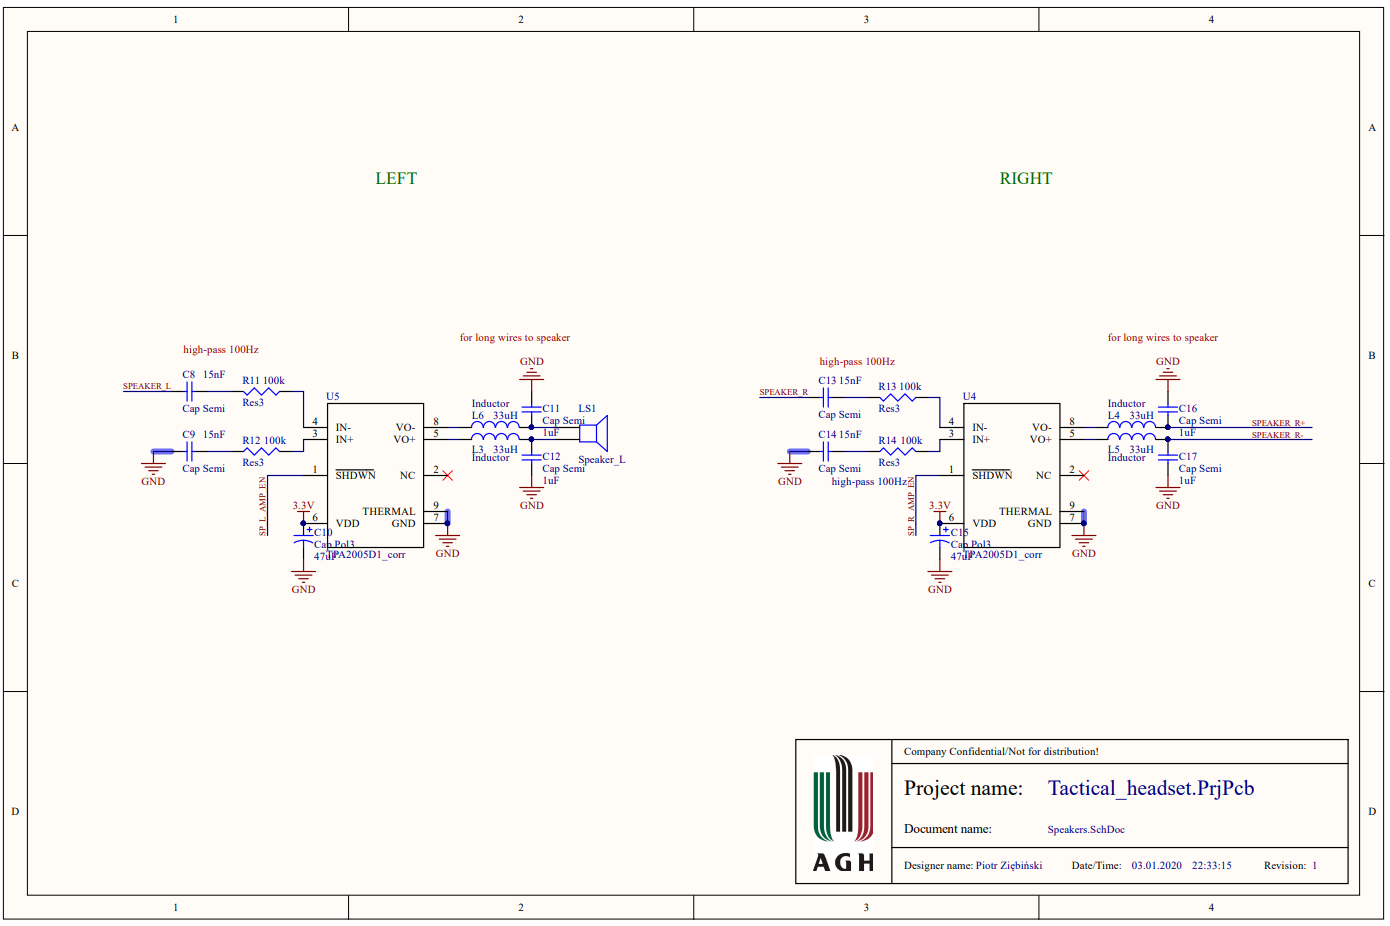 1 2 3 4
A A
LEFT RIGHT
for long wires to speaker for long wires to speaker
high-pass 100Hz
B B
GND high-pass 100Hz GND
C8 15nF R11 100k C13 15nF R13 100k
SPEAKER_L SPEAKER_R
Res3 U5 Res3 U4
Cap Semi Inductor C11 LS1 Cap Semi Inductor C16
L6 33uH Cap Semi L4 33uH Cap Semi
4 IN- VO- 8 4 IN- VO- 8 SPEAKER_R+
C9 15nF R12 100k 3 IN+ VO+ 5 1uF C14 15nF R14 100k 3 IN+ VO+ 5 1uF SPEAKER_R-
L3 33uH L5 33uH
Inductor C12 Speaker_L Inductor C17
Res3 Res3
Cap Semi Cap Semi Cap Semi Cap Semi
1 SHDWN NC 2 1 SHDWN NC 2
GND 1uF GND high-pass 100Hz 1uF
SP_L_AMP_EN SP_R_AMP_EN
3.3V THERMAL 9 GND 3.3V THERMAL 9 GND
6 VDD GND 7 6 VDD GND 7
+ C10 + C15
Cap Pol3 Cap Pol3
47uF TPA2005D1_corr GND 47uF TPA2005D1_corr GND
C C
GND GND
Company Confidential/Not for distribution!
Project name: Tactical_headset.PrjPcb
D D
Document name: Speakers.SchDoc
AGH
Designer name: Piotr Ziębiński Date/Time: 03.01.2020 22:33:15 Revision: 1
1 2 3 4